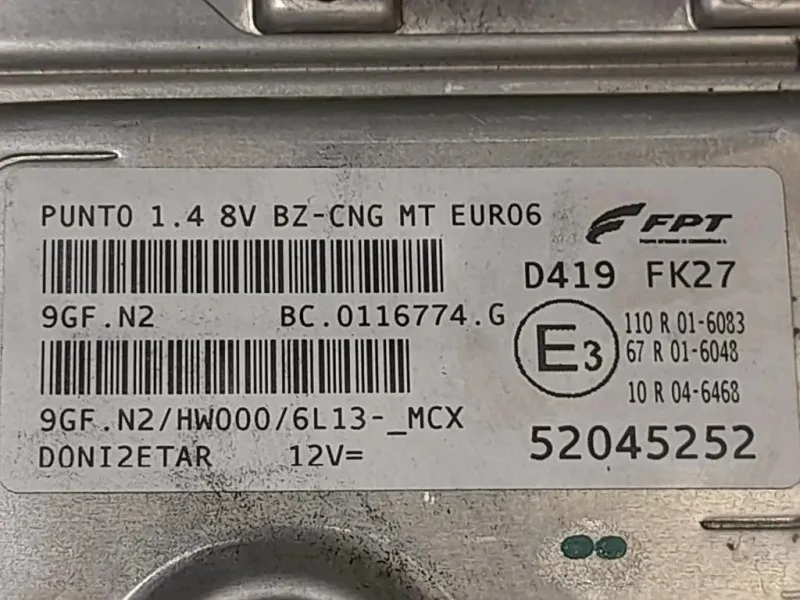 PUNTO 1.4 8V BZ-CNG MT EURO6
FPT
D419 FK27
9GF.N2 BC.0116774.G
E3
110 R 01-6083
67 R 01-6048
10 R 04-6468
9GF.N2/HW000/6L13-_MCX
DONI2ETAR 12V=
52045252